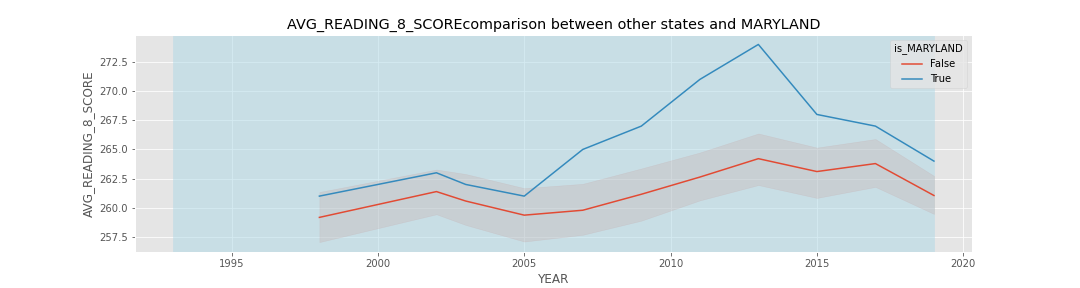 AVG_READING_8_SCOREcomparison between other states and MARYLAND
is_MARYLAND
False
True
AVG_READING_8_SCORE
272.5
270.0
267.5
265.0
262.5
260.0
257.5
1995
2000
2005
2010
2015
2020
YEAR